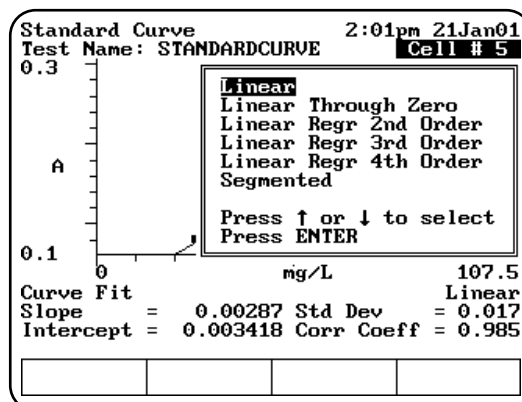 Standard Curve 2:01pm 21Jan01
Test Name: STANDARDCURVE Cell # 5
0.3
Linear
Linear Through Zero
Linear Regr 2nd Order
Linear Regr 3rd Order
Linear Regr 4th Order
Segmented
A
Press ↑ or ↓ to select
Press ENTER
0.1
0 mg/L 107.5
Curve Fit Linear
Slope = 0.00287 Std Dev = 0.017
Intercept = 0.003418 Corr Coeff = 0.985